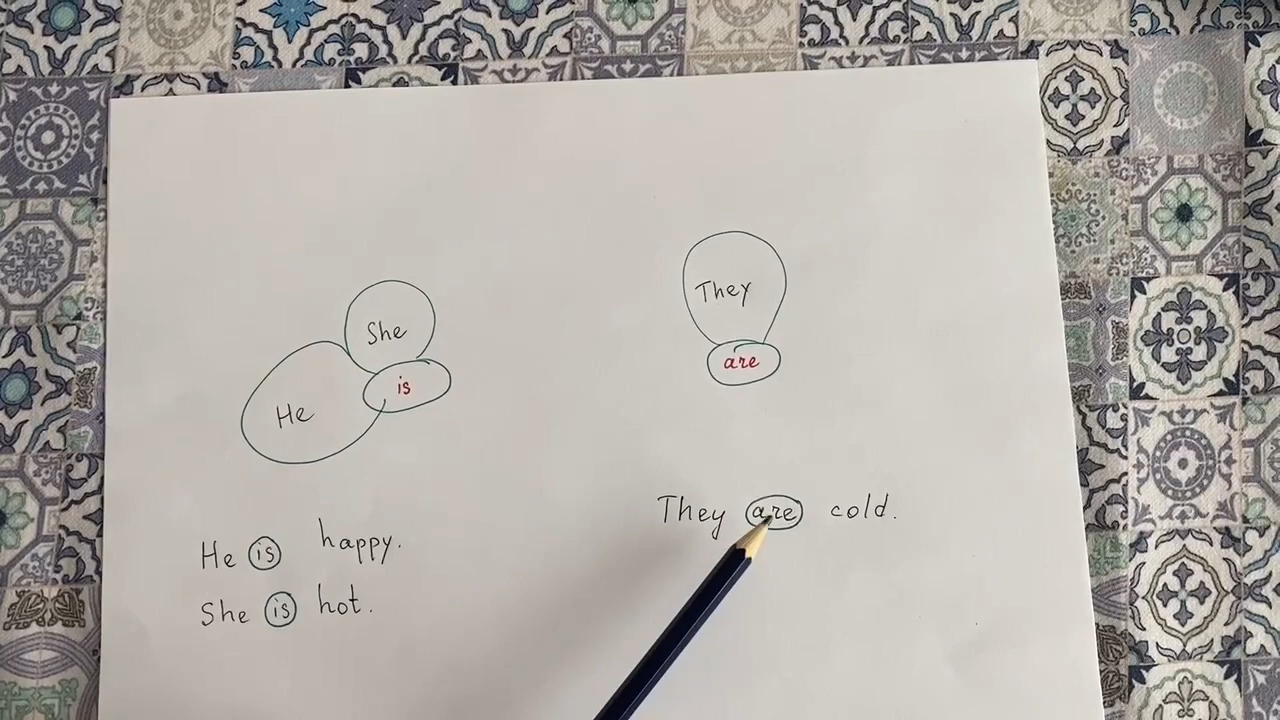 She
is
He
They
are
He is happy.
She is hot.
They are cold.